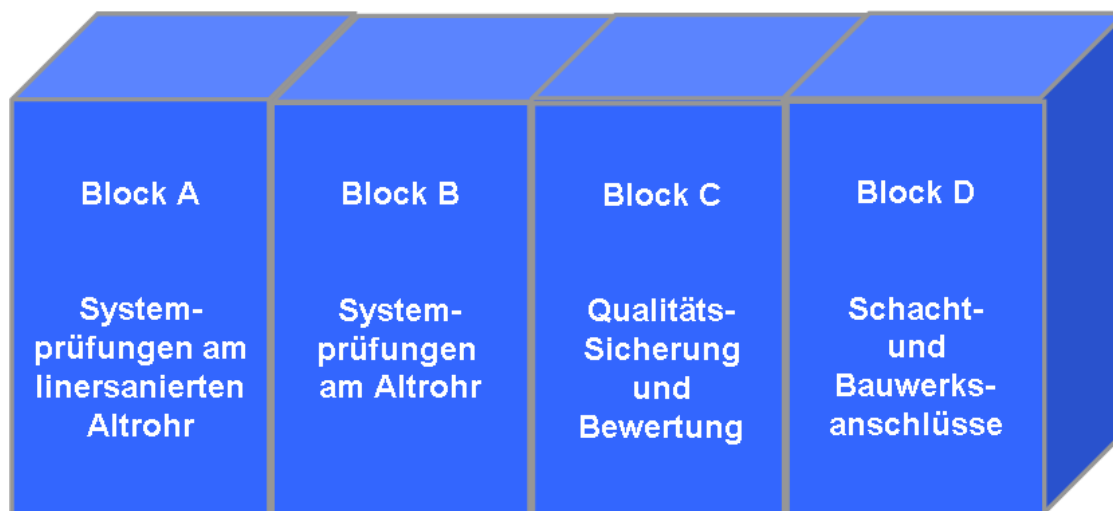 Block A
System-
prüfungen am
linersanierten
Altrohr
Block B
System-
prüfungen
am Altrohr
Block C
Qualitäts-
Sicherung
und
Bewertung
Block D
Schacht-
und
Bauwerks-
anschlüsse